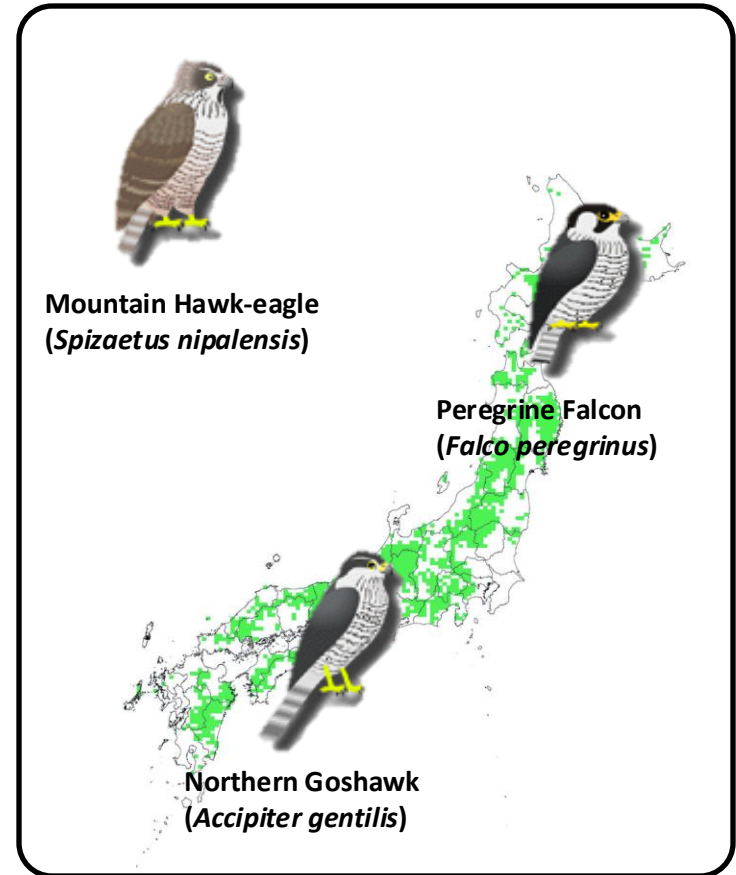 Mountain Hawk-eagle
(Spizaetus nipalensis)
Peregrine Falcon
(Falco peregrinus)
Northern Goshawk
(Accipiter gentilis)